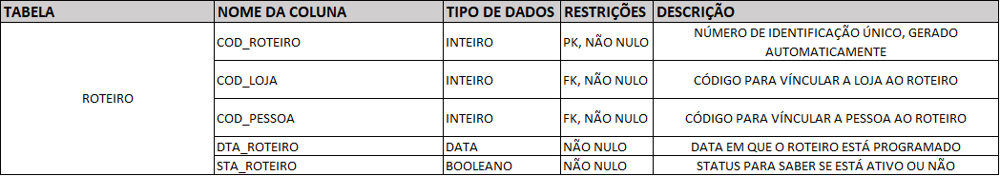 TABELA NOME DA COLUNA TIPO DE DADOS RESTRIÇÕES DESCRIÇÃO
ROTEIRO
COD_ROTEIRO INTEIRO PK, NÃO NULO NÚMERO DE IDENTIFICAÇÃO ÚNICO, GERADO
AUTOMATICAMENTE
COD_LOJA INTEIRO FK, NÃO NULO CÓDIGO PARA VÍNCULAR A LOJA AO ROTEIRO
COD_PESSOA INTEIRO FK, NÃO NULO CÓDIGO PARA VÍNCULAR A PESSOA AO ROTEIRO
DTA_ROTEIRO DATA NÃO NULO DATA EM QUE O ROTEIRO ESTÁ PROGRAMADO
STA_ROTEIRO BOOLEANO NÃO NULO STATUS PARA SABER SE ESTÁ ATIVO OU NÃO